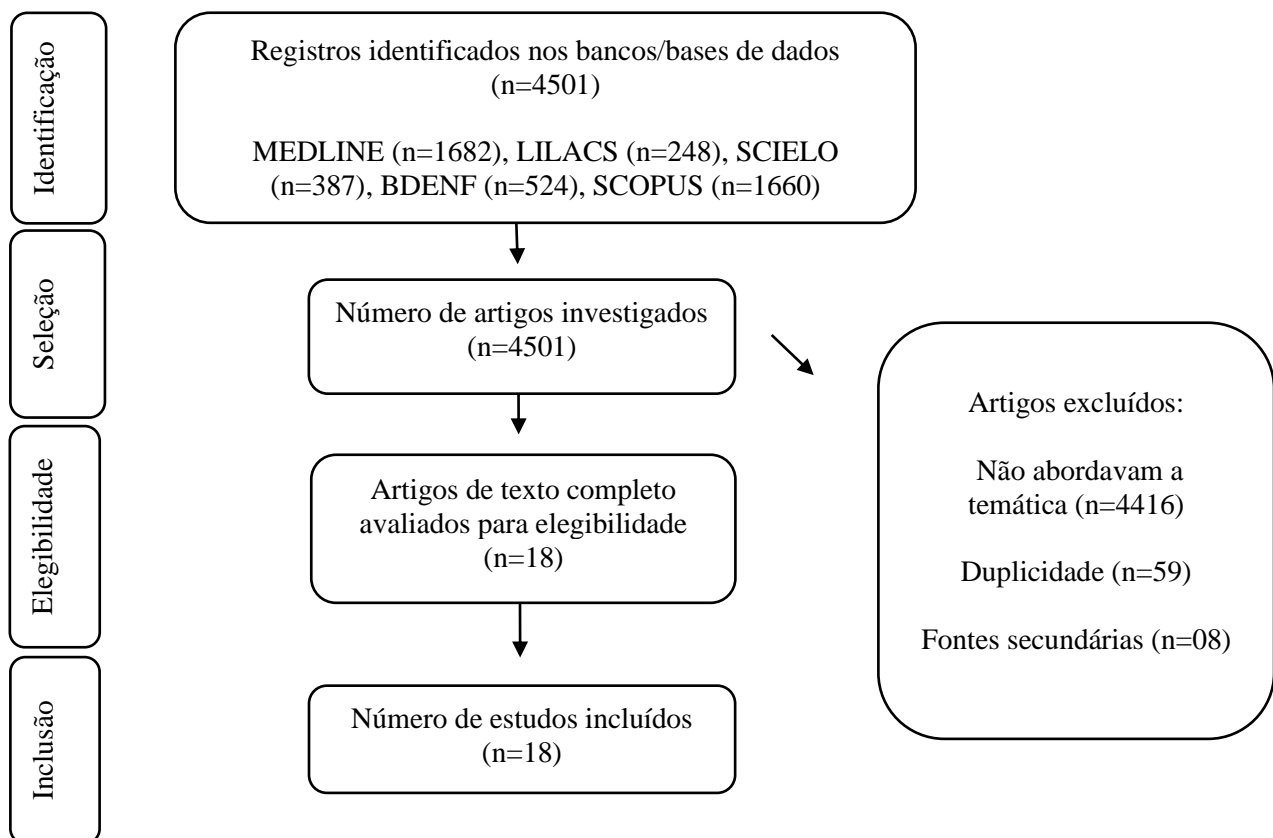 Identificação
Registros identificados nos bancos/bases de dados
(n=4501)
MEDLINE (n=1682), LILACS (n=248), SCIELO
(n=387), BDENF (n=524), SCOPUS (n=1660)
Seleção
Número de artigos investigados
(n=4501)
Artigos excluídos:
Não abordavam a
temática (n=4416)
Duplicidade (n=59)
Fontes secundárias (n=08)
Elegibilidade
Artigos de texto completo
avaliados para elegibilidade
(n=18)
Inclusão
Número de estudos incluídos
(n=18)